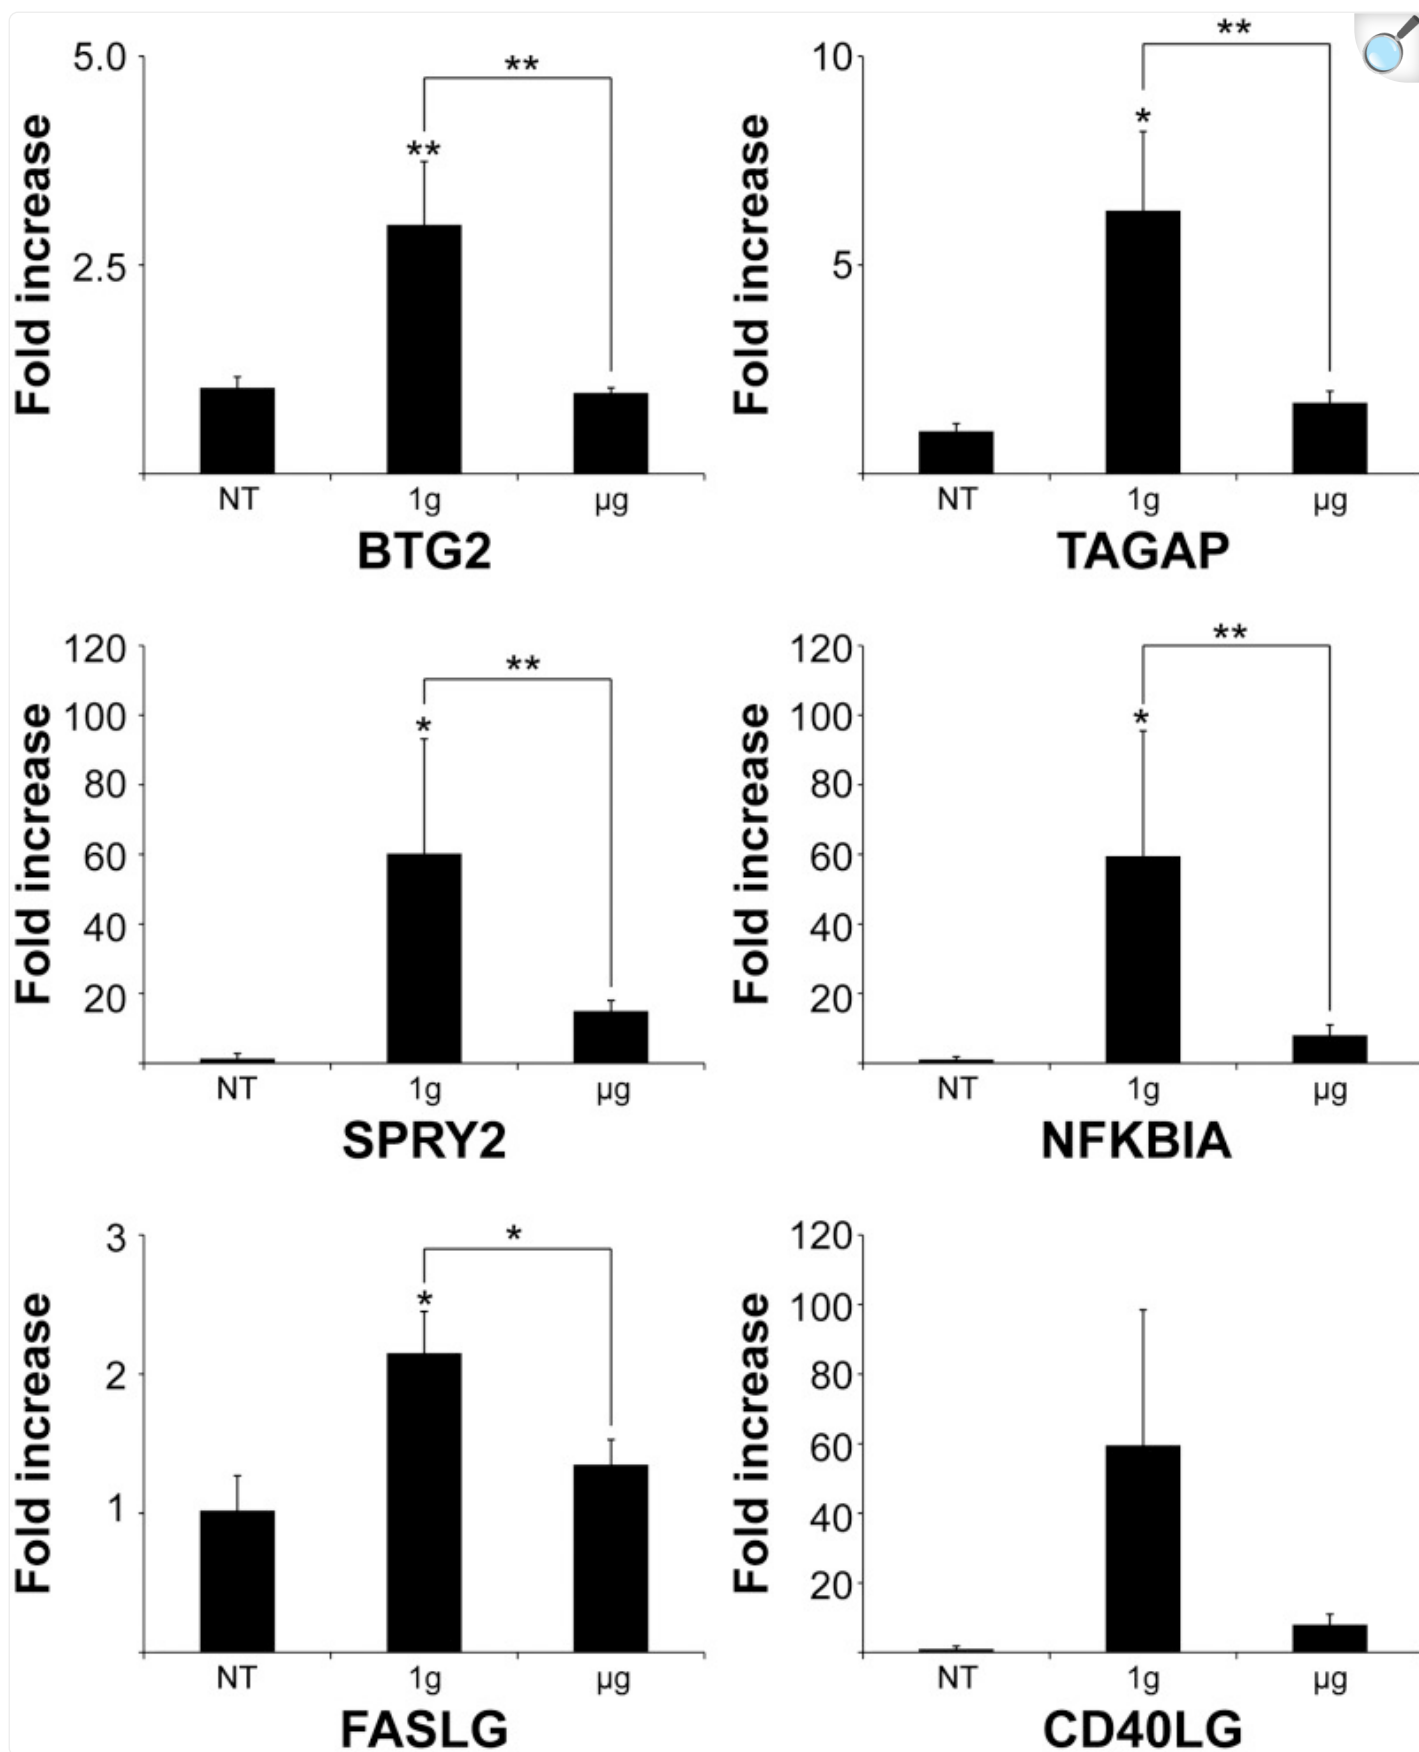 **
5.0
**
2.5
Fold increase
NT 1g µg
BTG2
**
10
*
5
Fold increase
NT 1g µg
TAGAP
120
**
100
*
80
60
40
20
Fold increase
NT 1g µg
SPRY2
**
120
100
*
80
60
40
20
Fold increase
NT 1g µg
NFKBIA
3
*
*
2
1
Fold increase
NT 1g µg
FASLG
120
100
80
60
40
20
Fold increase
NT 1g µg
CD40LG